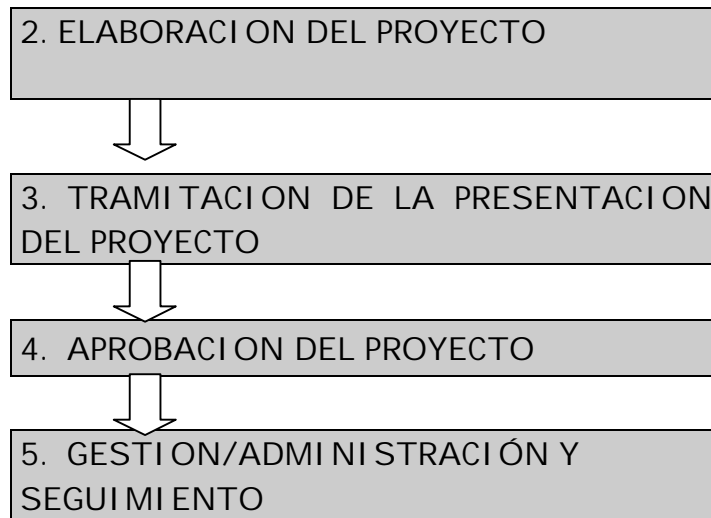 2. ELABORACION DEL PROYECTO
3. TRAMITACION DE LA PRESENTACION
DEL PROYECTO
4. APROBACION DEL PROYECTO
5. GESTION/ADMINISTRACIÓN Y
SEGUIMIENTO